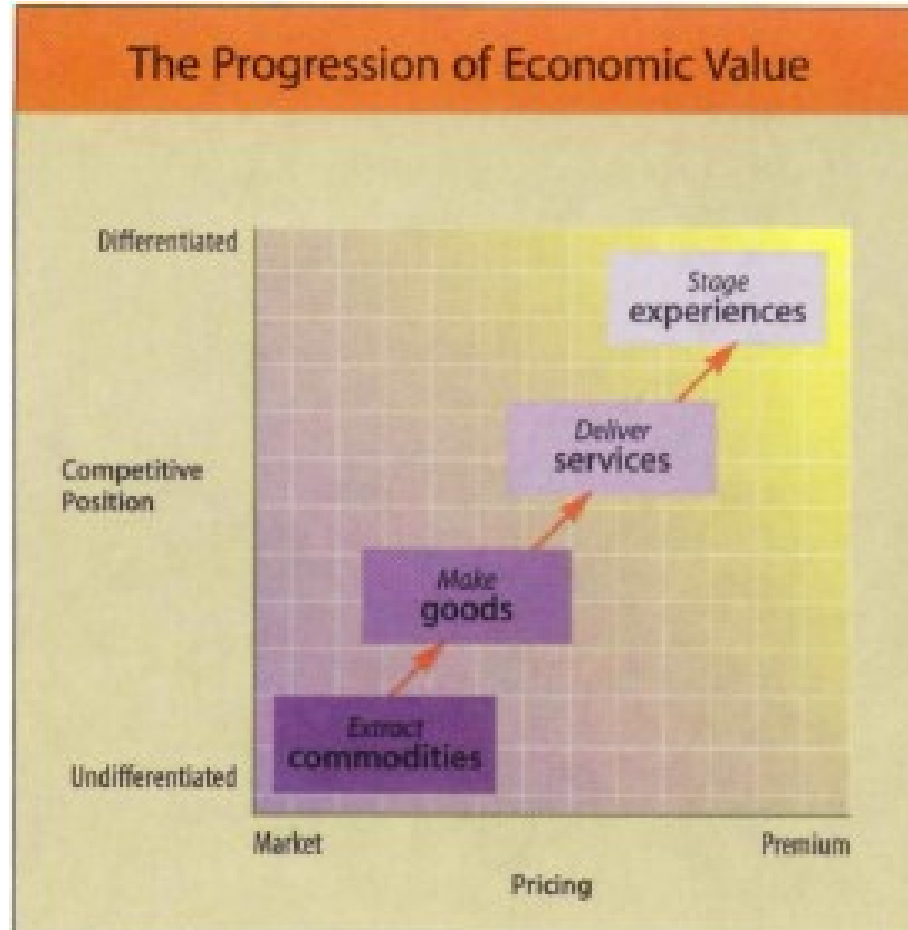 The Progression of Economic Value
Differentiated
Stage
experiences
Deliver
services
Competitive
Position
Make
goods
Extract
commodities
Undifferentiated
Market
Premium
Pricing